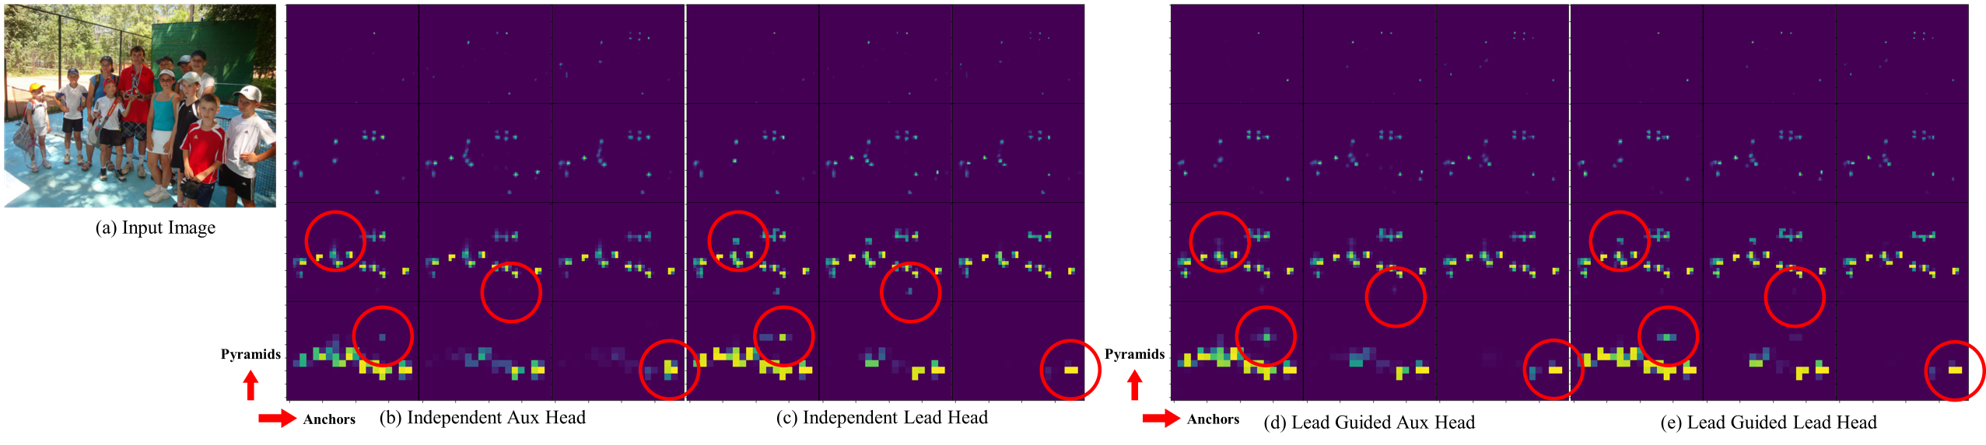 (a) Input Image
Pyramids
Anchors
(b) Independent Aux Head
(c) Independent Lead Head
Pyramids
Anchors
(d) Lead Guided Aux Head
(e) Lead Guided Lead Head